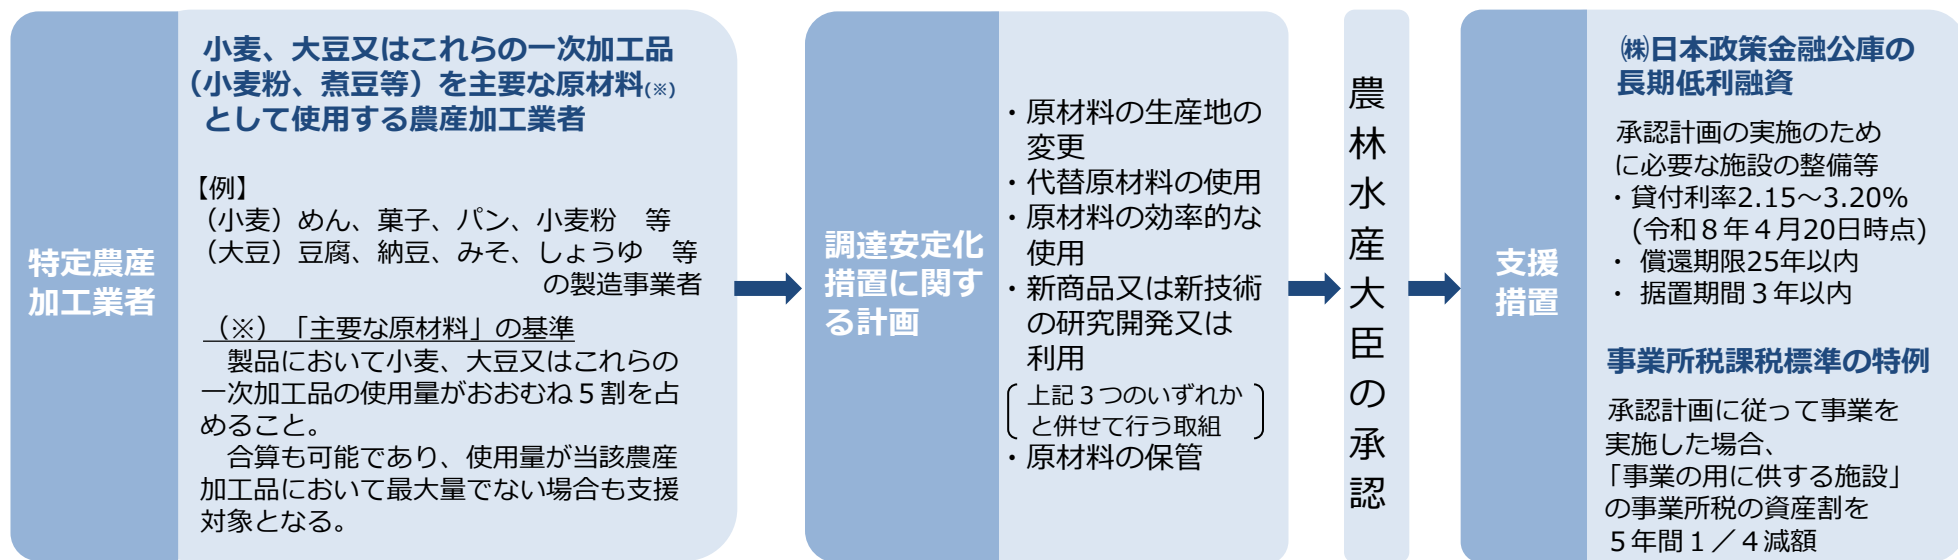 特定農産
加工業者
小麦、大豆又はこれらの一次加工品
（小麦粉、煮豆等）を主要な原材料(※)
として使用する農産加工業者
【例】
（小麦）めん、菓子、パン、小麦粉　等
（大豆）豆腐、納豆、みそ、しょうゆ　等
の製造事業者
（※）「主要な原材料」の基準
製品において小麦、大豆又はこれらの
一次加工品の使用量がおおむね５割を占
めること。
合算も可能であり、使用量が当該農産
加工品において最大量でない場合も支援
対象となる。
調達安定化
措置に関す
る計画
・原材料の生産地の
変更
・代替原材料の使用
・原材料の効率的な
使用
・新商品又は新技術
の研究開発又は
利用
上記３つのいずれか
と併せて行う取組
・原材料の保管
農林水産大臣の承認
支援
措置
㈱日本政策金融公庫の
長期低利融資
承認計画の実施のため
に必要な施設の整備等
・貸付利率2.15～3.20%
(令和８年４月20日時点)
・ 償還期限25年以内
・ 据置期間３年以内
事業所税課税標準の特例
承認計画に従って事業を
実施した場合、
「事業の用に供する施設」
の事業所税の資産割を
５年間１／４減額